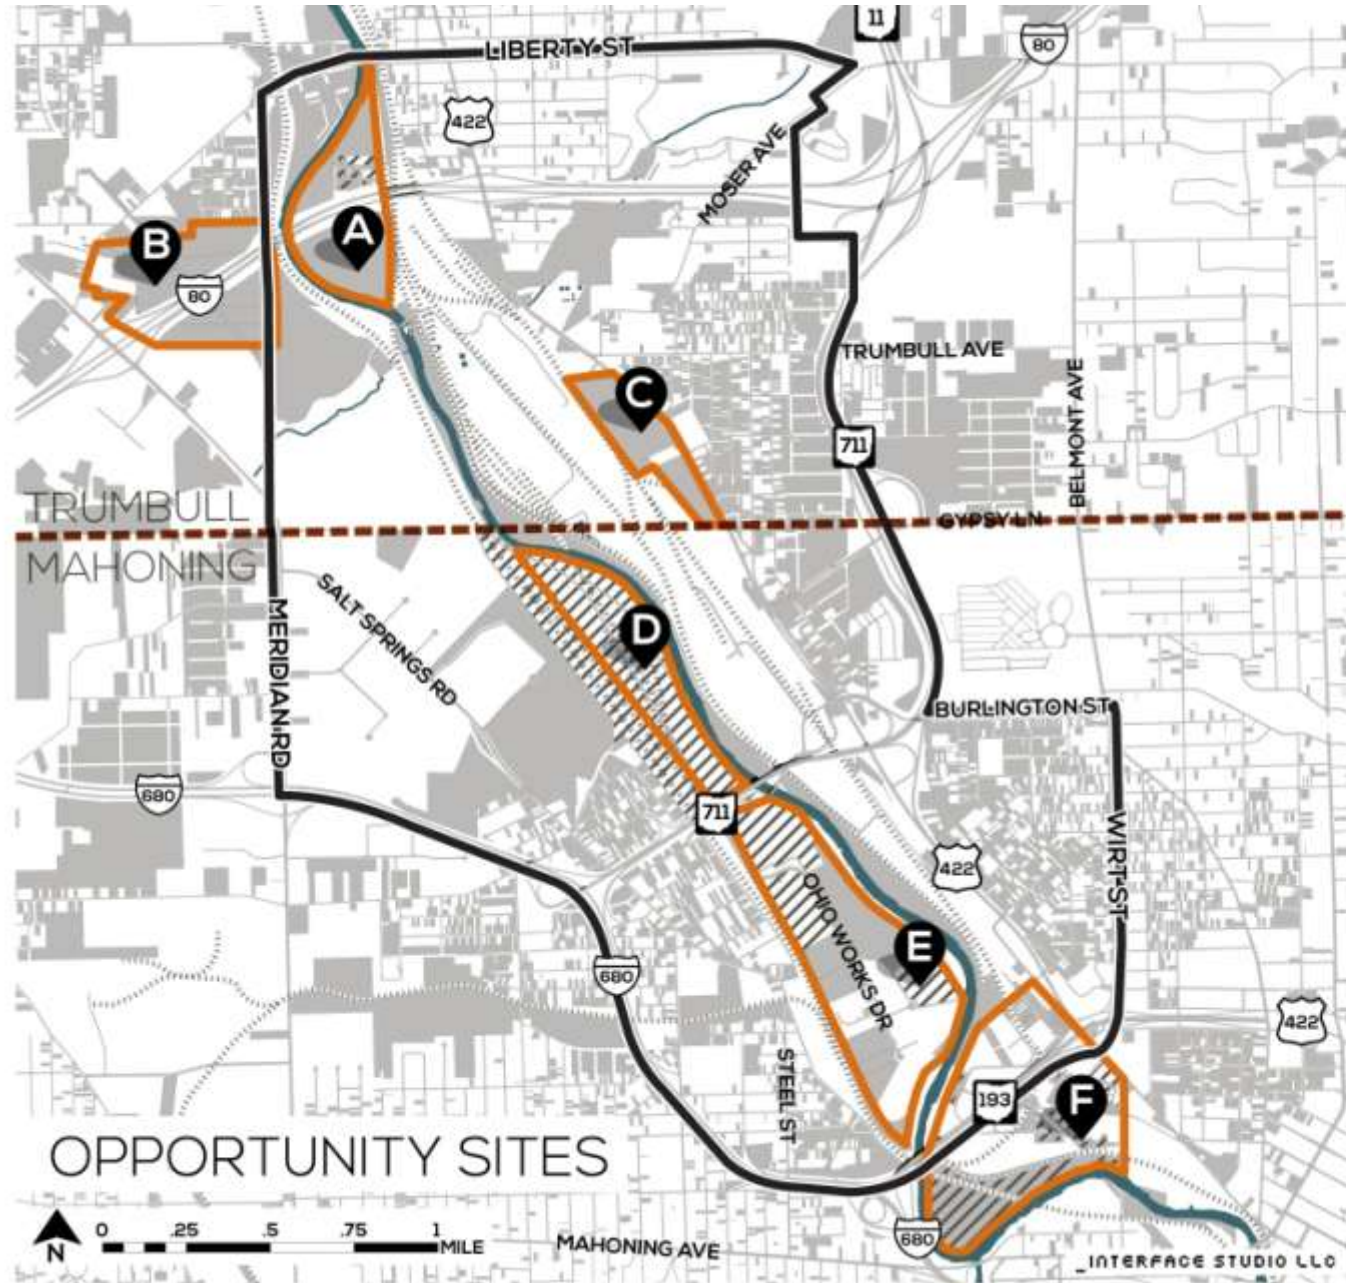 11
80
LIBERTY ST
422
MOSER AVE
A
B
80
C
TRUMBULL AVE
BELMONT AVE
711
TRUMBULL
GYPSY LN
MAHONING
SALT SPRINGS RD
MERIDIAN RD
D
BURLINGTON ST
680
711
WIRT ST
422
OHIO WORKS DR
E
680
422
STEEL ST
193
F
OPPORTUNITY SITES
N
0 .25 .5 .75 1
MILE
MAHONING AVE
680
_INTERFACE STUDIO LLC